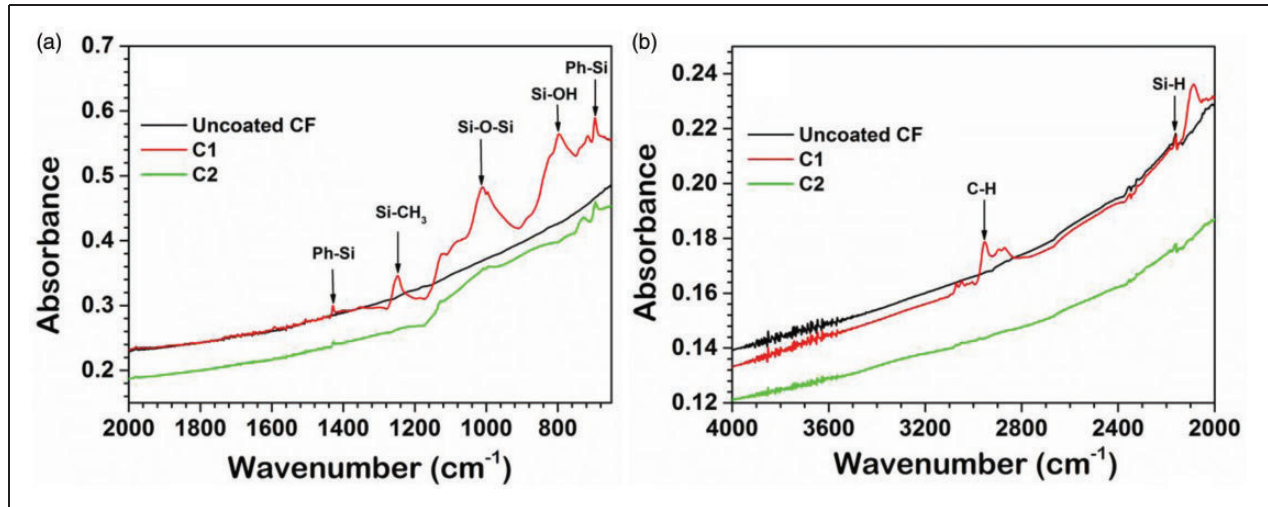 (a)
0.7
0.6
0.5
0.4
0.3
0.2
Absorbance
Uncoated CF
C1
C2
Ph-Si
Si-CH₃
Si-O-Si
Si-OH
Ph-Si
2000 1800 1600 1400 1200 1000 800
Wavenumber (cm⁻¹)
(b)
0.24
0.22
0.20
0.18
0.16
0.14
0.12
Absorbance
Uncoated CF
C1
C2
C-H
Si-H
4000 3600 3200 2800 2400 2000
Wavenumber (cm⁻¹)